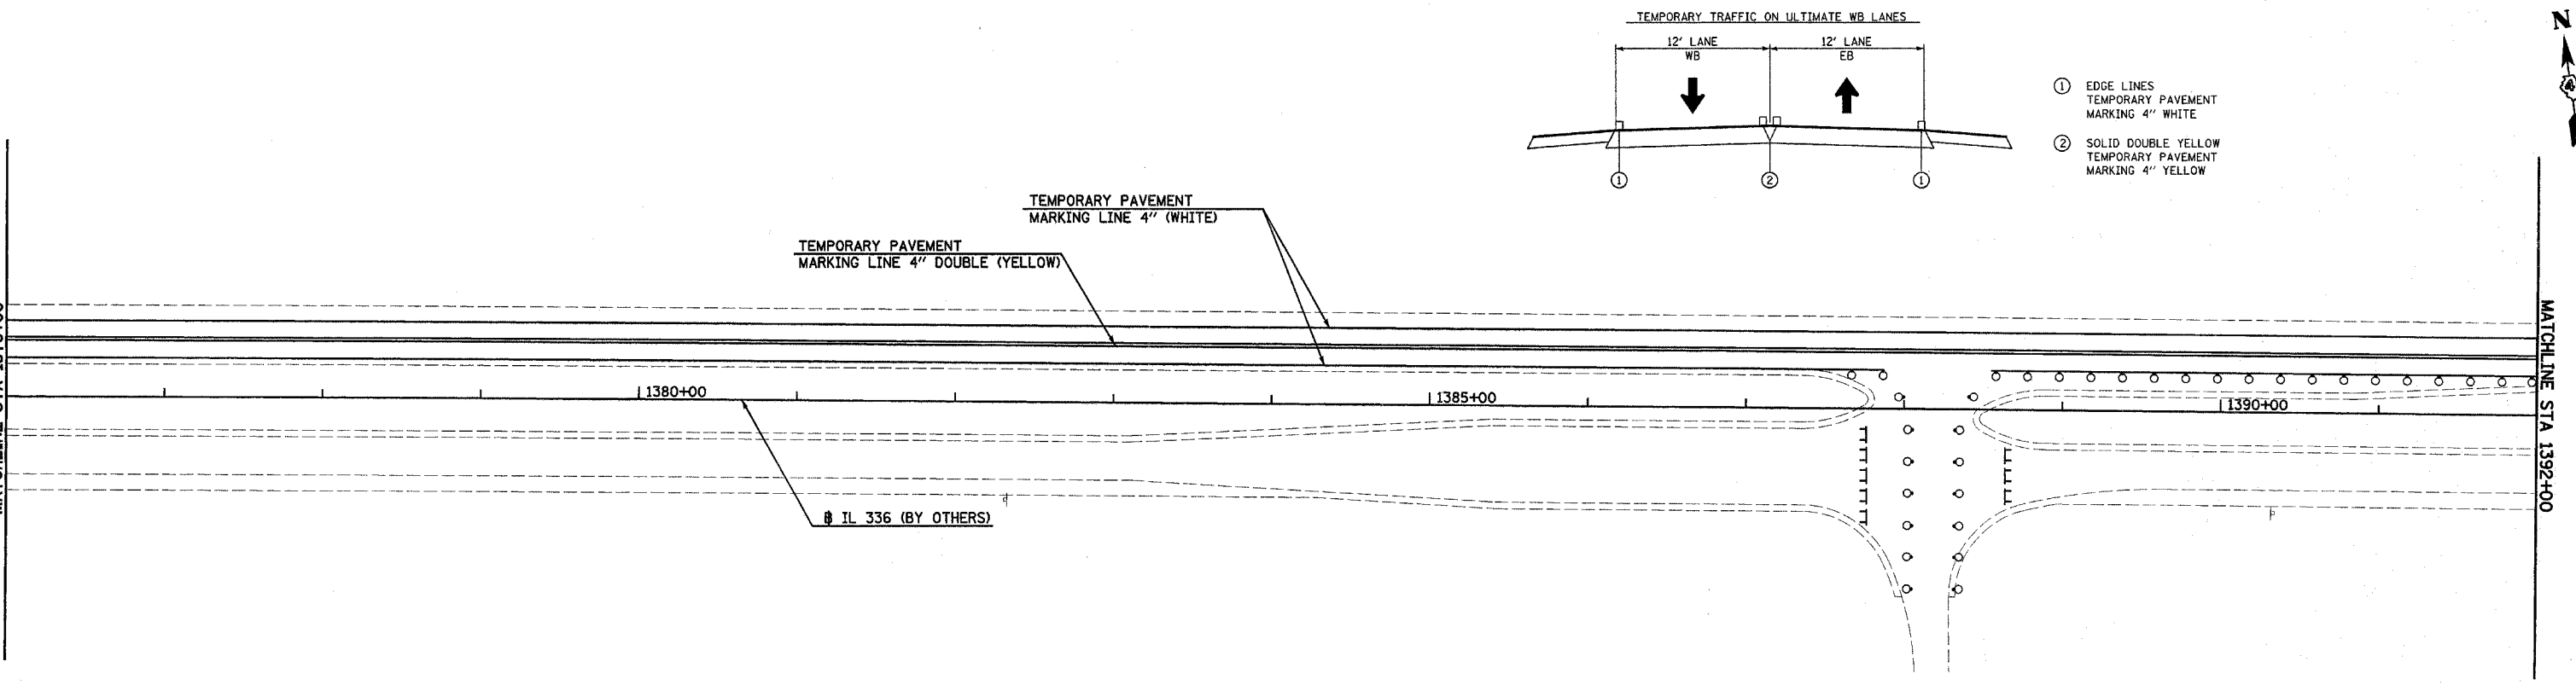 TEMPORARY TRAFFIC ON ULTIMATE WB LANES
N
12' LANE
WB
12' LANE
EB
1 EDGE LINES
TEMPORARY PAVEMENT
MARKING 4" WHITE
2 SOLID DOUBLE YELLOW
TEMPORARY PAVEMENT
MARKING 4" YELLOW
1
2
1
TEMPORARY PAVEMENT
MARKING LINE 4" (WHITE)
TEMPORARY PAVEMENT
MARKING LINE 4" DOUBLE (YELLOW)
1380+00
1385+00
1390+00
IL 336 (BY OTHERS)
MATCHLINE STA 1392+00